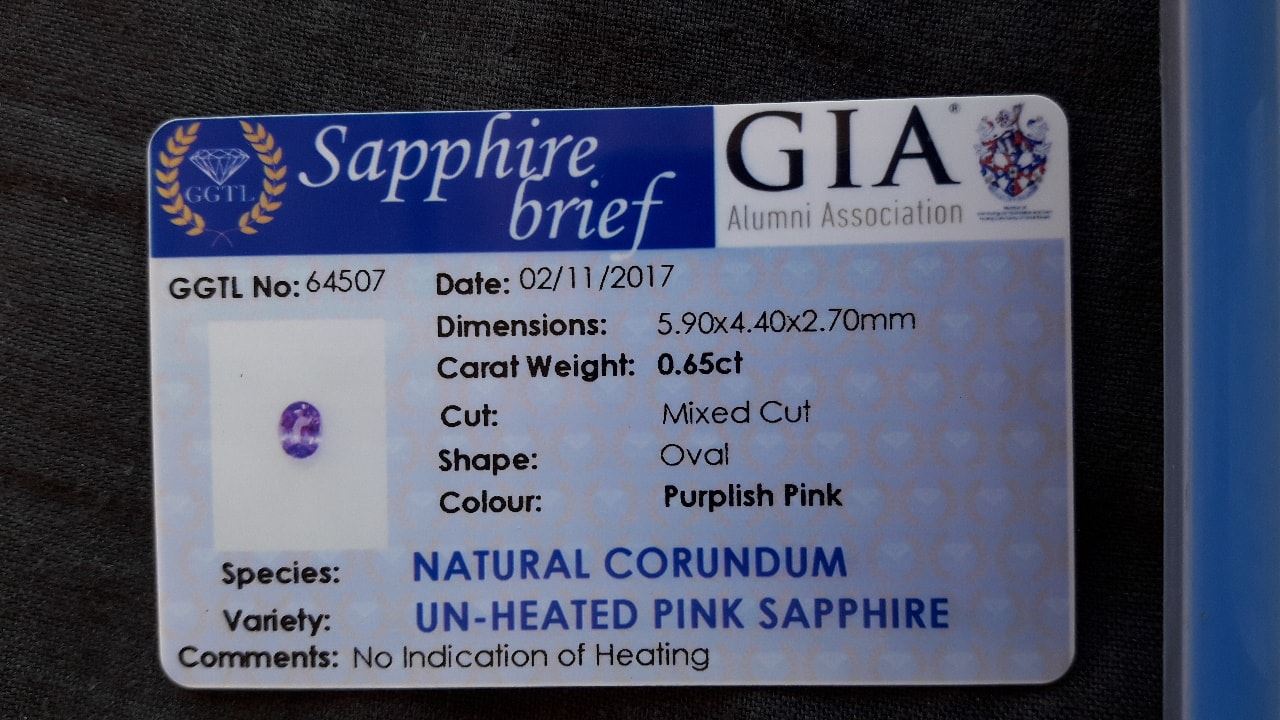 GGTL
Sapphire
brief
GIA®
Alumni Association
GGTL No: 64507
Date: 02/11/2017
Dimensions: 5.90x4.40x2.70mm
Carat Weight: 0.65ct
Cut: Mixed Cut
Shape: Oval
Colour: Purplish Pink
Species: NATURAL CORUNDUM
Variety: UN-HEATED PINK SAPPHIRE
Comments: No Indication of Heating